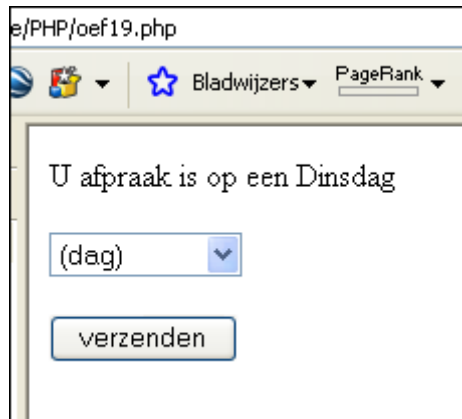 e/PHP/oef19.php
Bladwijzers PageRank
U afpraak is op een Dinsdag
(dag)
verzenden